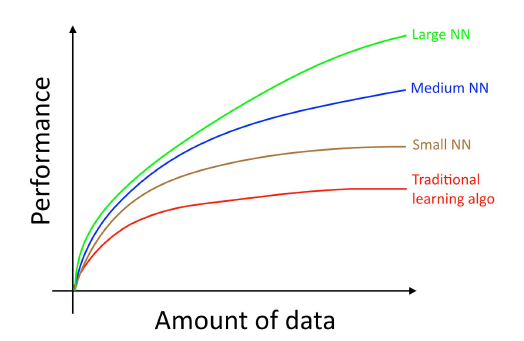 Large NN
Medium NN
Small NN
Traditional
learning algo
Performance
Amount of data